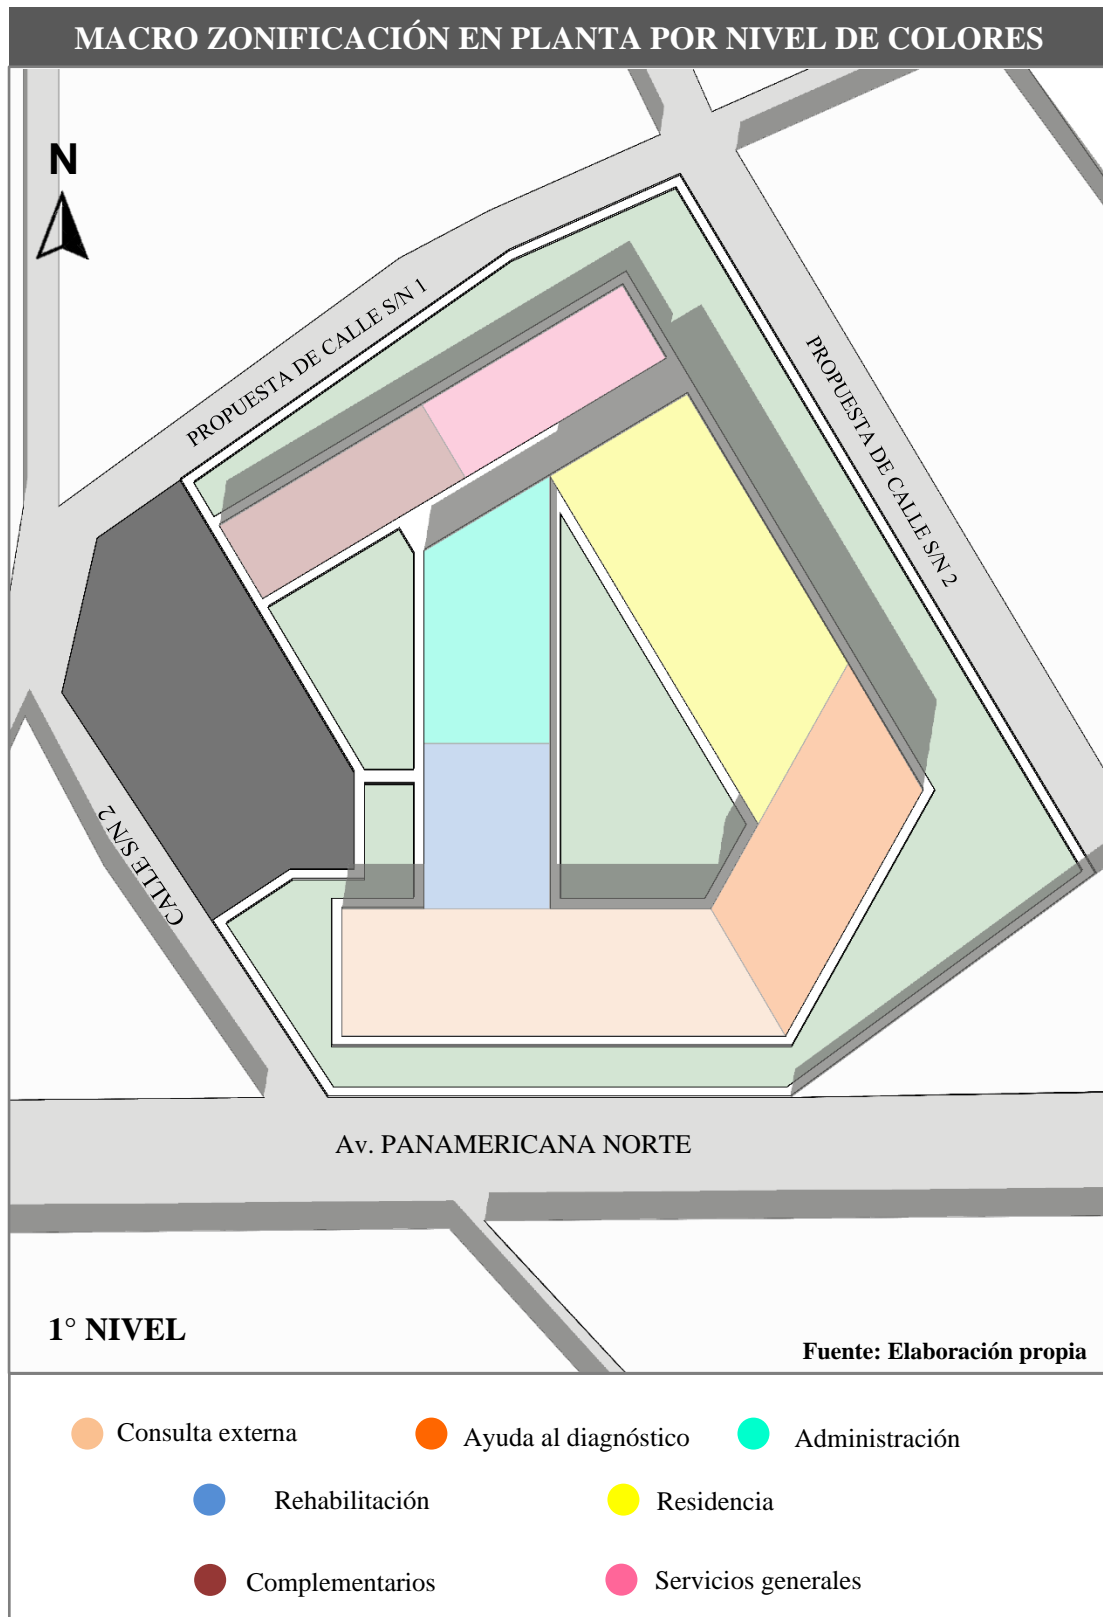 MACRO ZONIFICACIÓN EN PLANTA POR NIVEL DE COLORES
N
PROPUESTA DE CALLE S/N 1
PROPUESTA DE CALLE S/N 2
CALLE S/N 2
Av. PANAMERICANA NORTE
1° NIVEL
Fuente: Elaboración propia
Consulta externa
Ayuda al diagnóstico
Administración
Rehabilitación
Residencia
Complementarios
Servicios generales